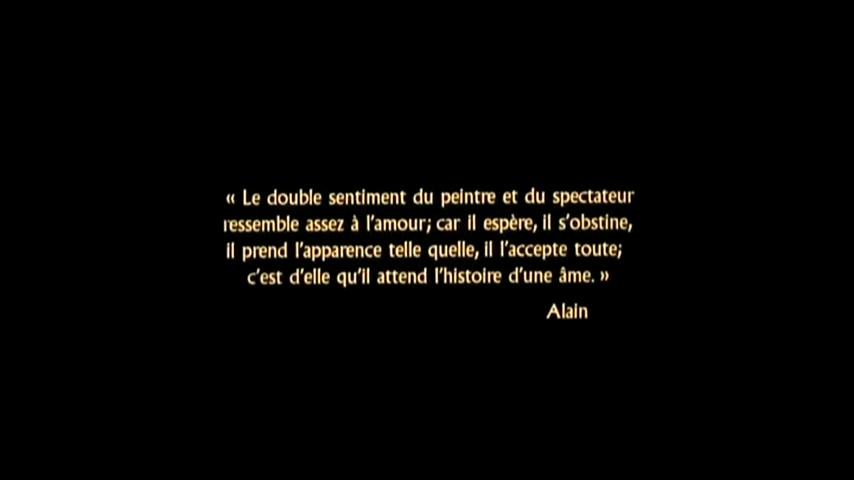 « Le double sentiment du peintre et du spectateur
ressemble assez à l'amour; car il espère, il s'obstine,
il prend l'apparence telle quelle, il l'accepte toute;
c'est d'elle qu'il attend l'histoire d'une âme. »
Alain